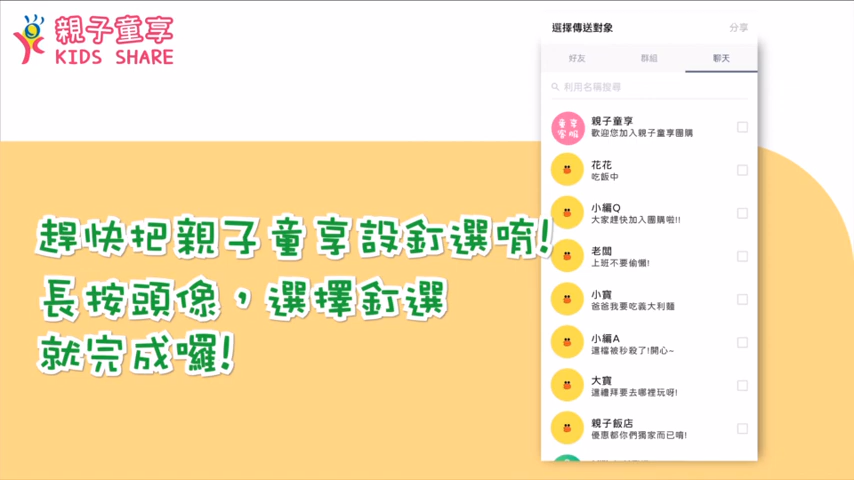 親子童享
KIDS SHARE
趕快把親子童享設釘選唷!
長按頭像，選擇釘選
就完成囉!
選擇傳送對象
分享
好友
群組
聊天
利用名稱搜尋
童享
客服
親子童享
歡迎您加入親子童享團購
花花
吃飯中
小編Q
大家趕快加入團購啦!!
老闆
上班不要偷懶!
小寶
爸爸我要吃義大利麵
小編A
這檔被秒殺了!開心~
大寶
這禮拜要去哪裡玩呀!
親子飯店
優惠都你們獨家而已唷!